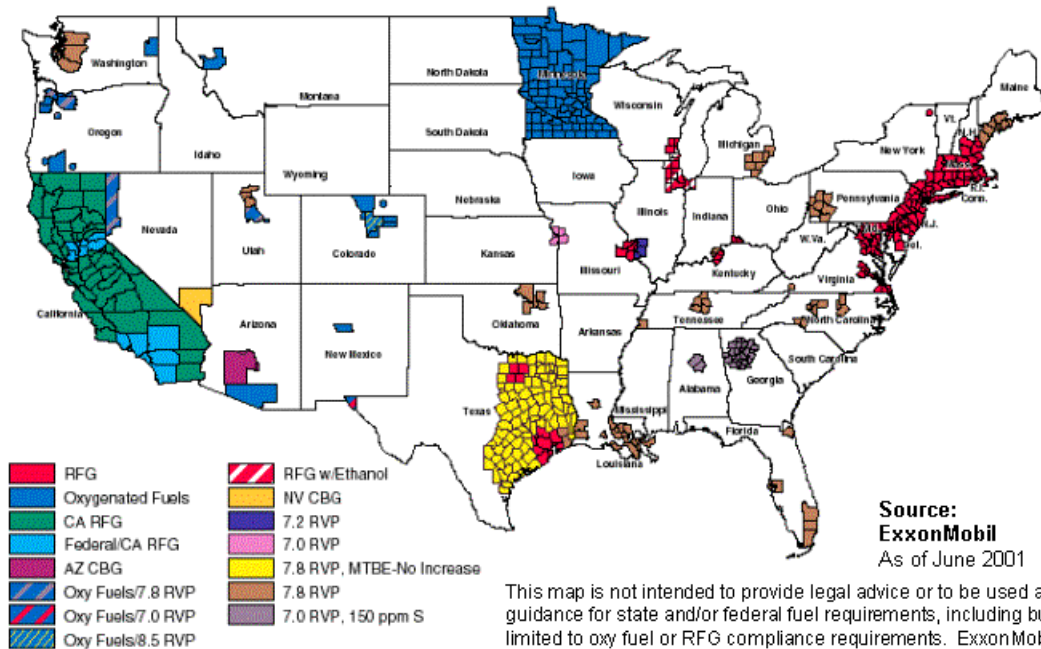 Washington
Montana
North Dakota
Minnesota
Maine
Oregon
Idaho
South Dakota
Wisconsin
Michigan
New York
Vt.
N.H.
Mass.
R.I.
Conn.
Wyoming
Iowa
Nebraska
Pennsylvania
N.J.
Nevada
Utah
Colorado
Kansas
Illinois
Indiana
Ohio
W.Va.
Md.
Del.
Missouri
Kentucky
Virginia
California
Arizona
New Mexico
Oklahoma
Arkansas
Tennessee
North Carolina
South Carolina
Texas
Mississippi
Alabama
Georgia
Louisiana
Florida
RFG
Oxygenated Fuels
CA RFG
Federal/CA RFG
AZ CBG
Oxy Fuels/7.8 RVP
Oxy Fuels/7.0 RVP
Oxy Fuels/8.5 RVP
RFG w/Ethanol
NV CBG
7.2 RVP
7.0 RVP
7.8 RVP, MTBE-No Increase
7.8 RVP
7.0 RVP, 150 ppm S
Source:
ExxonMobil
As of June 2001
This map is not intended to provide legal advice or to be used a
guidance for state and/or federal fuel requirements, including bu
limited to oxy fuel or RFG compliance requirements. ExxonMob